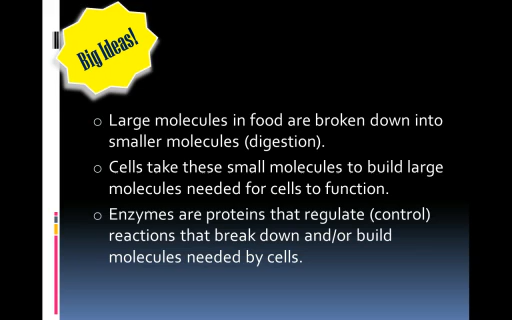 Big Ideas!
Large molecules in food are broken down into
smaller molecules (digestion).
Cells take these small molecules to build large
molecules needed for cells to function.
Enzymes are proteins that regulate (control)
reactions that break down and/or build
molecules needed by cells.